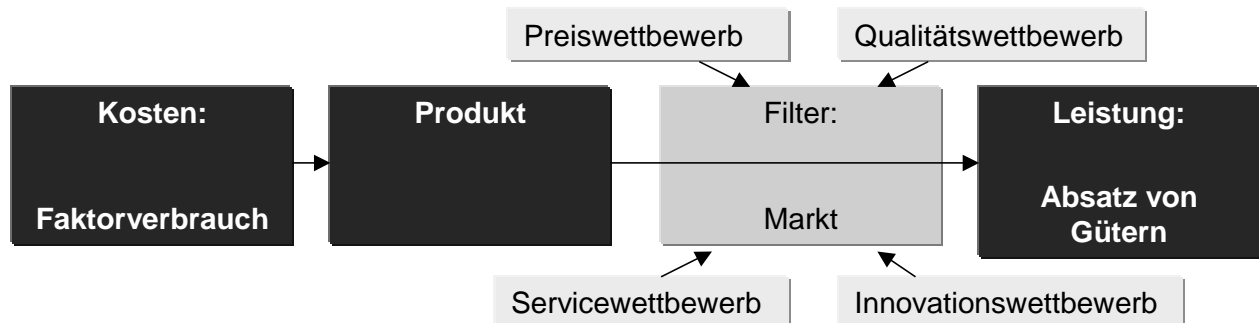 Preiswettbewerb
Qualitätswettbewerb
Kosten:
Faktorverbrauch
Produkt
Filter:
Markt
Leistung:
Absatz von
Gütern
Servicewettbewerb
Innovationswettbewerb